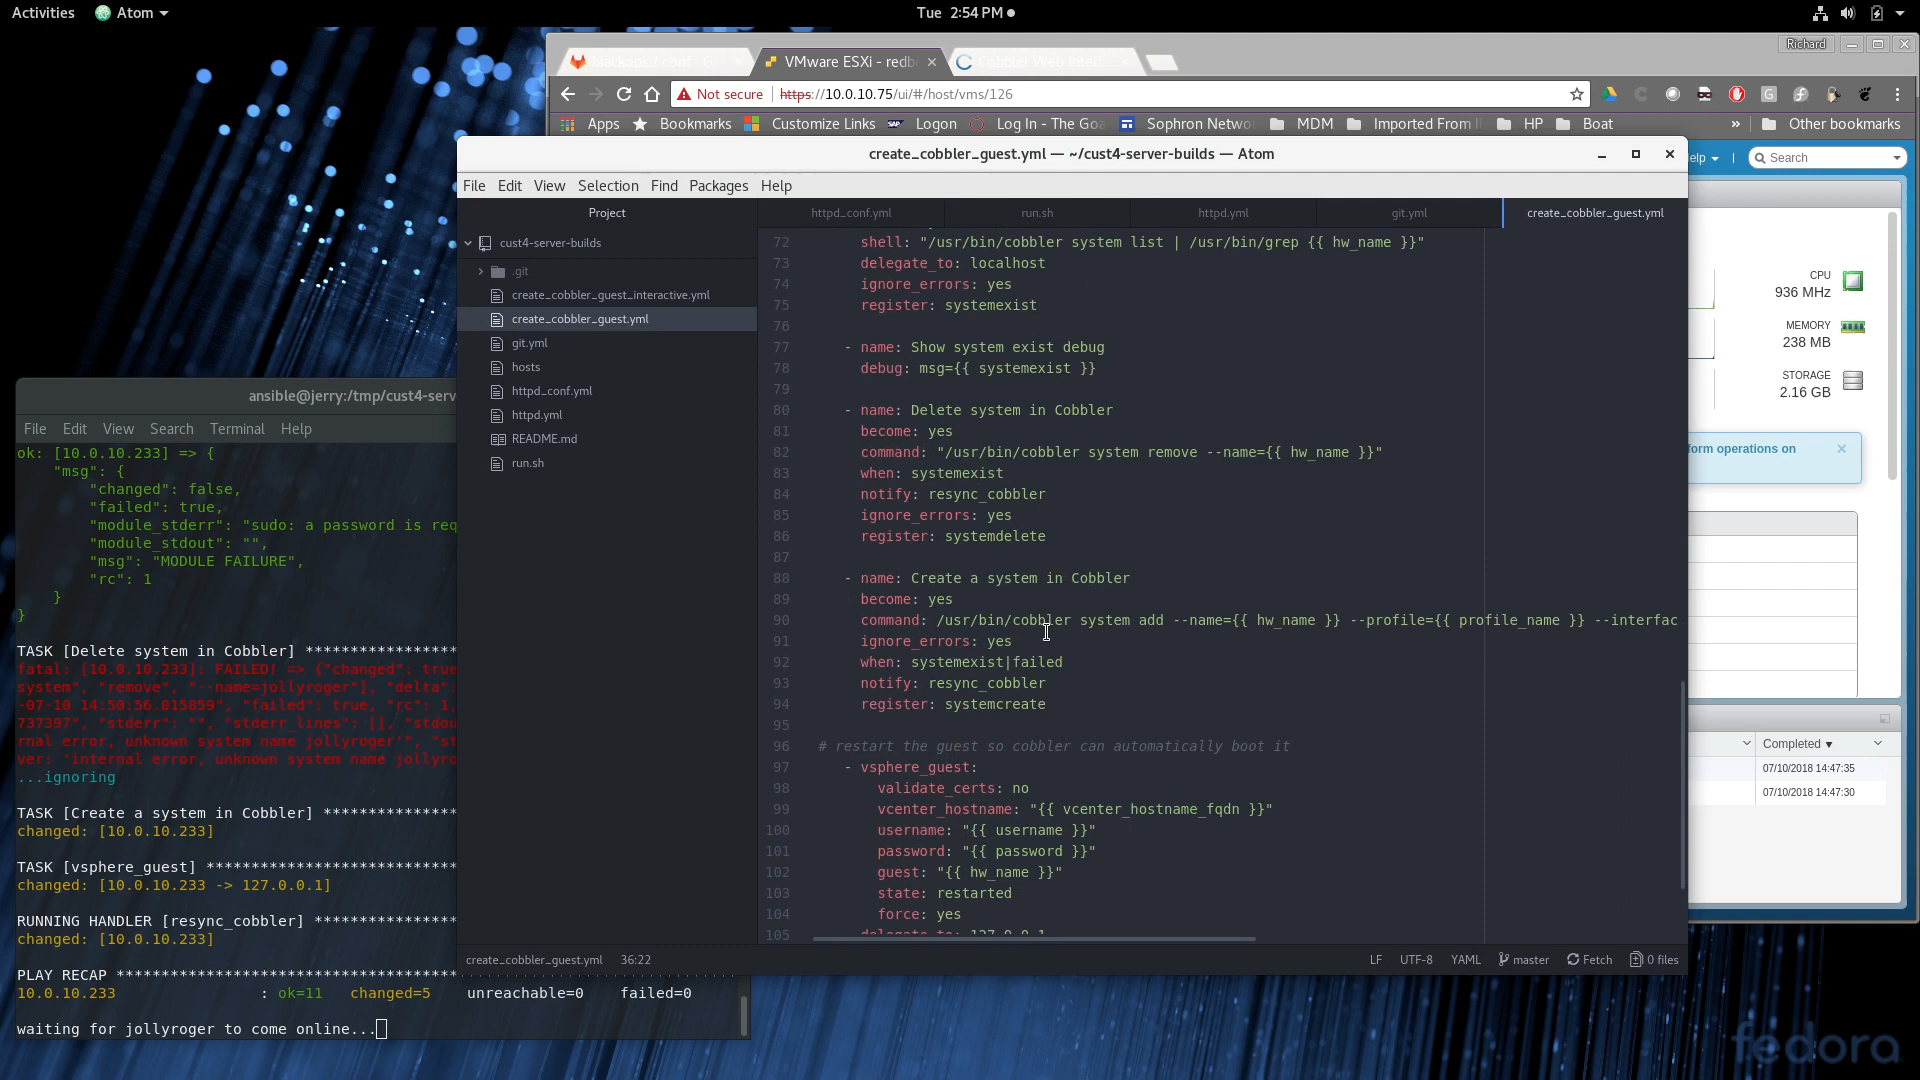 Activities Atom Tue 2:54 PM
Richard
VMware ESXi - redb
Cobbler Web Inter
Not secure https://10.0.10.75/ui/#/host/vms/126
Apps Bookmarks Customize Links Logon Log In - The Goa Sophron Netwo MDM Imported From I HP Boat » Other bookmarks
create_cobbler_guest.yml — ~/cust4-server-builds — Atom
elp Search
File Edit View Selection Find Packages Help
Project
httpd_conf.yml run.sh httpd.yml git.yml create_cobbler_guest.yml
cust4-server-builds
.git
create_cobbler_guest_interactive.yml
create_cobbler_guest.yml
git.yml
hosts
httpd_conf.yml
httpd.yml
README.md
run.sh
72 shell: "/usr/bin/cobbler system list | /usr/bin/grep {{ hw_name }}"
73 delegate_to: localhost
74 ignore_errors: yes
75 register: systemexist
76
77 - name: Show system exist debug
78 debug: msg={{ systemexist }}
79
80 - name: Delete system in Cobbler
81 become: yes
82 command: "/usr/bin/cobbler system remove --name={{ hw_name }}"
83 when: systemexist
84 notify: resync_cobbler
85 ignore_errors: yes
86 register: systemdelete
87
88 - name: Create a system in Cobbler
89 become: yes
90 command: /usr/bin/cobbler system add --name={{ hw_name }} --profile={{ profile_name }} --interfac
91 ignore_errors: yes
92 when: systemexist|failed
93 notify: resync_cobbler
94 register: systemcreate
95
96 # restart the guest so cobbler can automatically boot it
97 - vsphere_guest:
98 validate_certs: no
99 vcenter_hostname: "{{ vcenter_hostname_fqdn }}"
100 username: "{{ username }}"
101 password: "{{ password }}"
102 guest: "{{ hw_name }}"
103 state: restarted
104 force: yes
105 delegate_to: 127.0.0.1
create_cobbler_guest.yml 36:22 LF UTF-8 YAML master Fetch 0 files
CPU
936 MHz
MEMORY
238 MB
STORAGE
2.16 GB
form operations on
Completed
07/10/2018 14:47:35
07/10/2018 14:47:30
ansible@jerry:/tmp/cust4-serv
File Edit View Search Terminal Help
ok: [10.0.10.233] => {
"msg": {
"changed": false,
"failed": true,
"module_stderr": "sudo: a password is req
"module_stdout": "",
"msg": "MODULE FAILURE",
"rc": 1
}
}
TASK [Delete system in Cobbler] ******************
fatal: [10.0.10.233]: FAILED! => {"changed": true
system", "remove", "--name=jollyroger"], "delta":
-07-10 14:50:56.015859", "failed": true, "rc": 1,
737397", "stderr": "", "stderr_lines": [], "stdou
rnal error, unknown system name jollyroger'", "st
ver: 'internal error, unknown system name jollyro
...ignoring
TASK [Create a system in Cobbler] ****************
changed: [10.0.10.233]
TASK [vsphere_guest] *****************************
changed: [10.0.10.233 -> 127.0.0.1]
RUNNING HANDLER [resync_cobbler] *****************
changed: [10.0.10.233]
PLAY RECAP ***************************************
10.0.10.233 : ok=11 changed=5 unreachable=0 failed=0
waiting for jollyroger to come online...
fedora